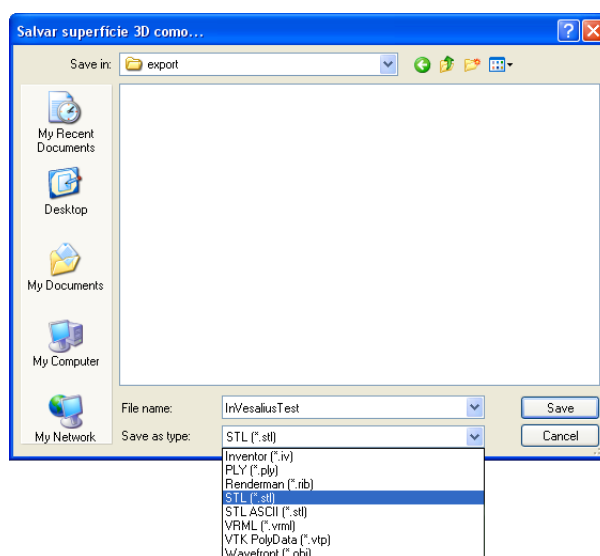 Salvar superfície 3D como...
Save in:
export
My Recent
Documents
Desktop
My Documents
My Computer
My Network
File name:
InVesaliusTest
Save
Save as type:
STL (*.stl)
Cancel
Inventor (*.iv)
PLY (*.ply)
Renderman (*.rib)
STL (*.stl)
STL ASCII (*.stl)
VRML (*.vrml)
VTK PolyData (*.vtp)
Wavefront (*.obj)